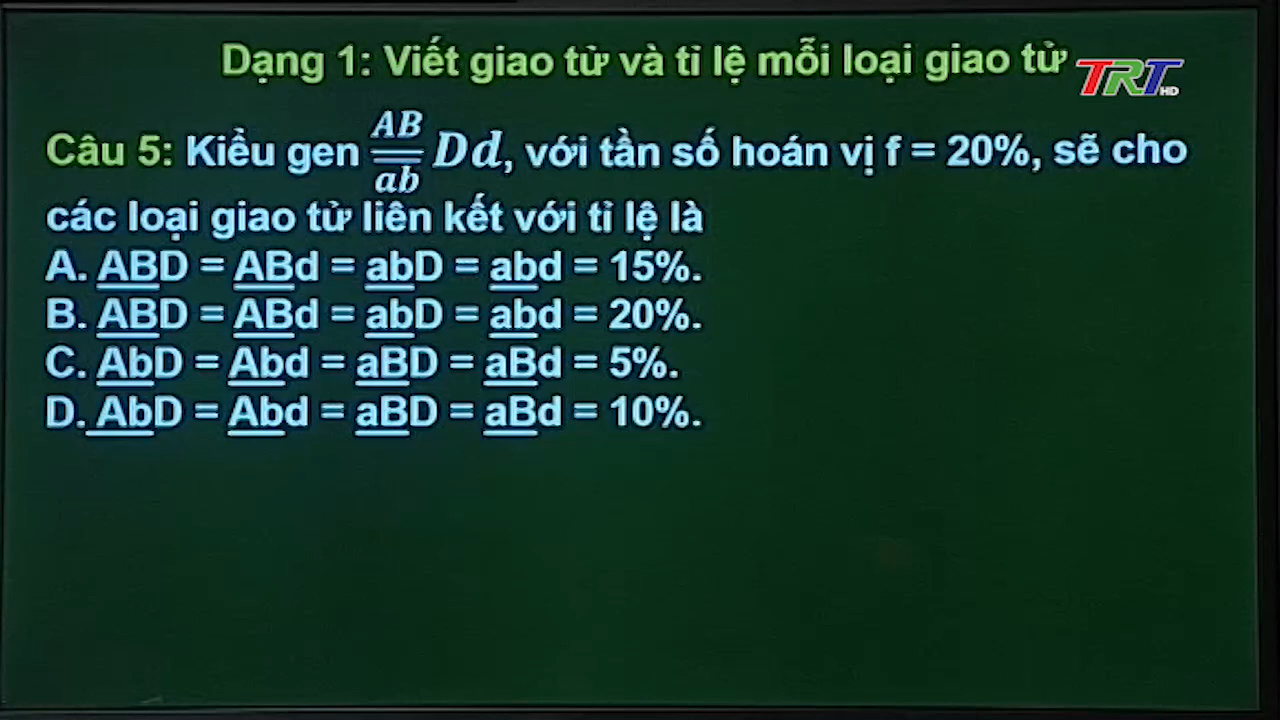 Dạng 1: Viết giao tử và tỉ lệ mỗi loại giao tử
TRT HD
Câu 5: Kiểu gen AB/ab Dd, với tần số hoán vị f = 20%, sẽ cho
các loại giao tử liên kết với tỉ lệ là
A. ABD = ABd = abD = abd = 15%.
B. ABD = ABd = abD = abd = 20%.
C. AbD = Abd = aBD = aBd = 5%.
D. AbD = Abd = aBD = aBd = 10%.